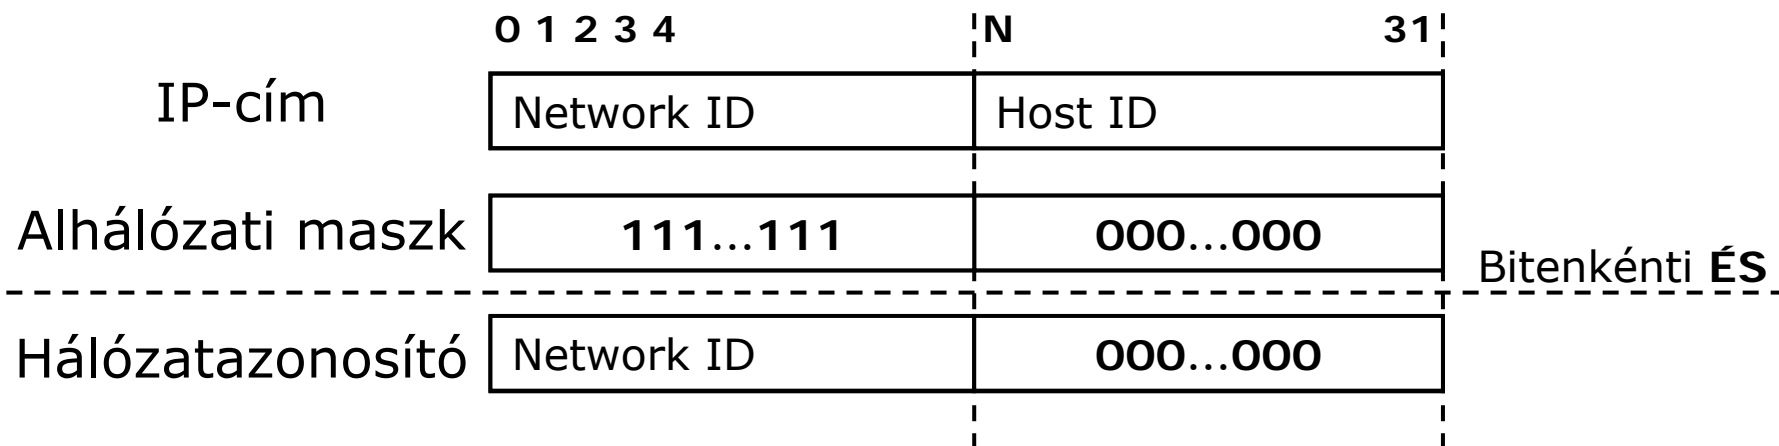 0 1 2 3 4 N 31
IP-cím Network ID Host ID
Alhálózati maszk 111...111 000...000
Bitenkénti ÉS
Hálózatazonosító Network ID 000...000